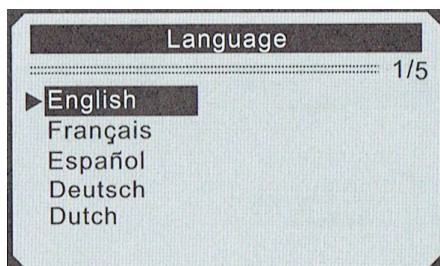 Language
1/5
English
Français
Español
Deutsch
Dutch